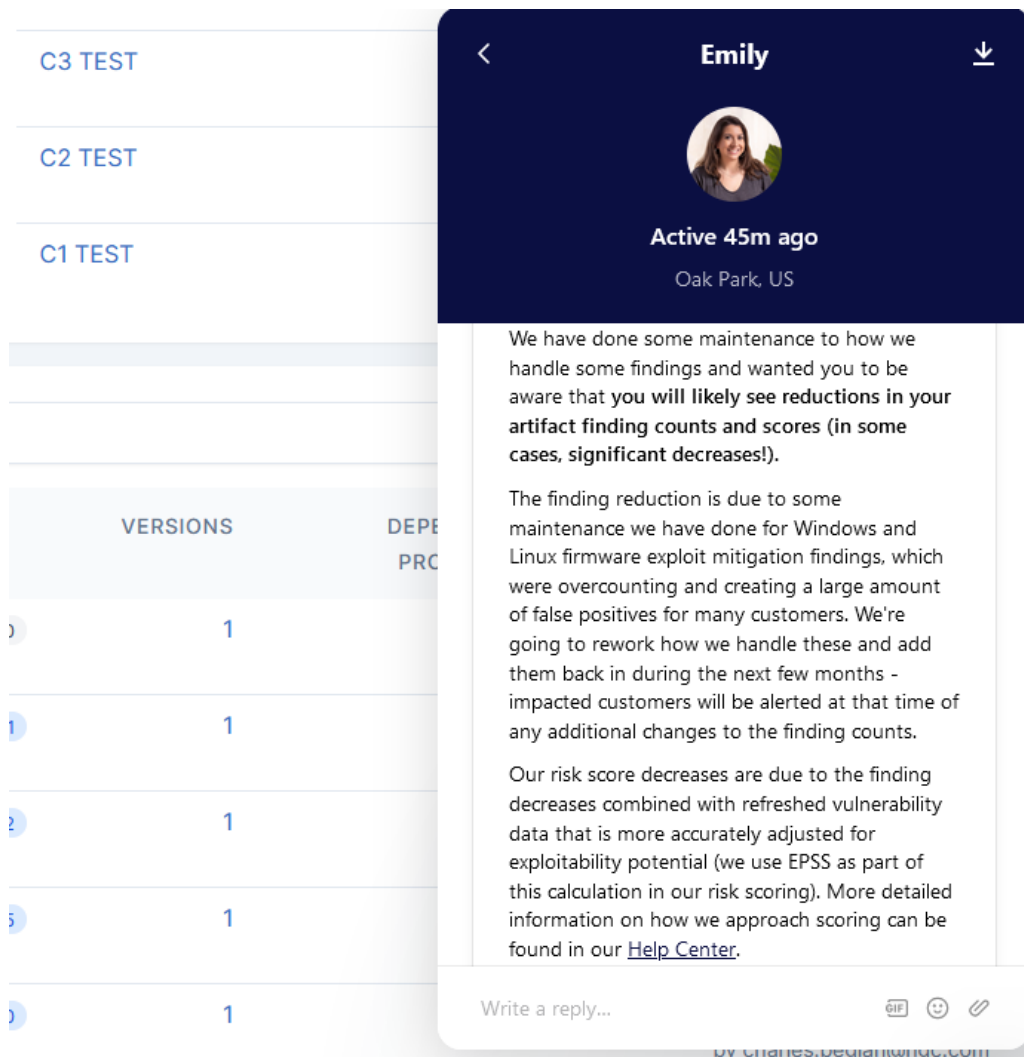 C3 TEST
C2 TEST
C1 TEST
VERSIONS
1
1
1
1
1
Emily
Active 45m ago
Oak Park, US
We have done some maintenance to how we
handle some findings and wanted you to be
aware that you will likely see reductions in your
artifact finding counts and scores (in some
cases, significant decreases!).
The finding reduction is due to some
maintenance we have done for Windows and
Linux firmware exploit mitigation findings, which
were overcounting and creating a large amount
of false positives for many customers. We're
going to rework how we handle these and add
them back in during the next few months -
impacted customers will be alerted at that time of
any additional changes to the finding counts.
Our risk score decreases are due to the finding
decreases combined with refreshed vulnerability
data that is more accurately adjusted for
exploitability potential (we use EPSS as part of
this calculation in our risk scoring). More detailed
information on how we approach scoring can be
found in our Help Center.
Write a reply...
GIF